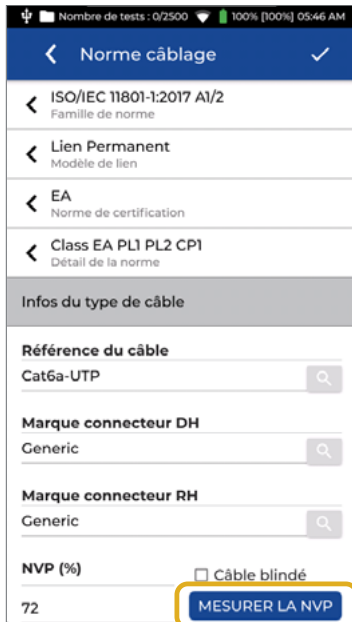 Nombre de tests : 0/2500 100% [100%] 05:46 AM
Norme câblage
ISO/IEC 11801-1:2017 A1/2
Famille de norme
Lien Permanent
Modèle de lien
EA
Norme de certification
Class EA PL1 PL2 CP1
Détail de la norme
Infos du type de câble
Référence du câble
Cat6a-UTP
Marque connecteur DH
Generic
Marque connecteur RH
Generic
NVP (%)
Câble blindé
72
MESURER LA NVP